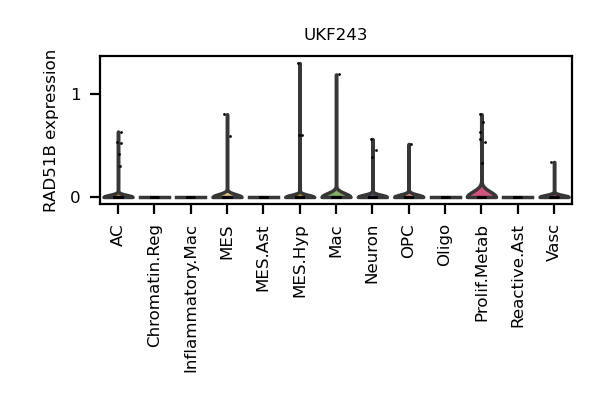 UKF243
RAD51B expression
1
0
AC
Chromatin.Reg
Inflammatory.Mac
MES
MES.Ast
MES.Hyp
Mac
Neuron
OPC
Oligo
Prolif.Metab
Reactive.Ast
Vasc